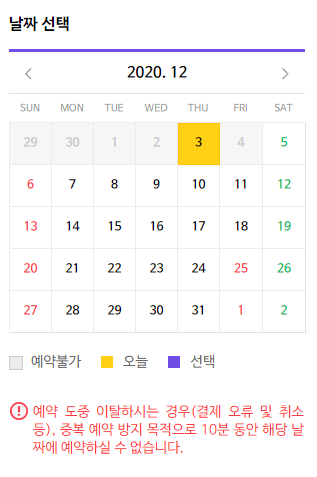 날짜 선택
2020. 12
SUN MON TUE WED THU FRI SAT
29 30 1 2 3 4 5
6 7 8 9 10 11 12
13 14 15 16 17 18 19
20 21 22 23 24 25 26
27 28 29 30 31 1 2
예약불가 오늘 선택
예약 도중 이탈하시는 경우(결제 오류 및 취소
등), 중복 예약 방지 목적으로 10분 동안 해당 날
짜에 예약하실 수 없습니다.